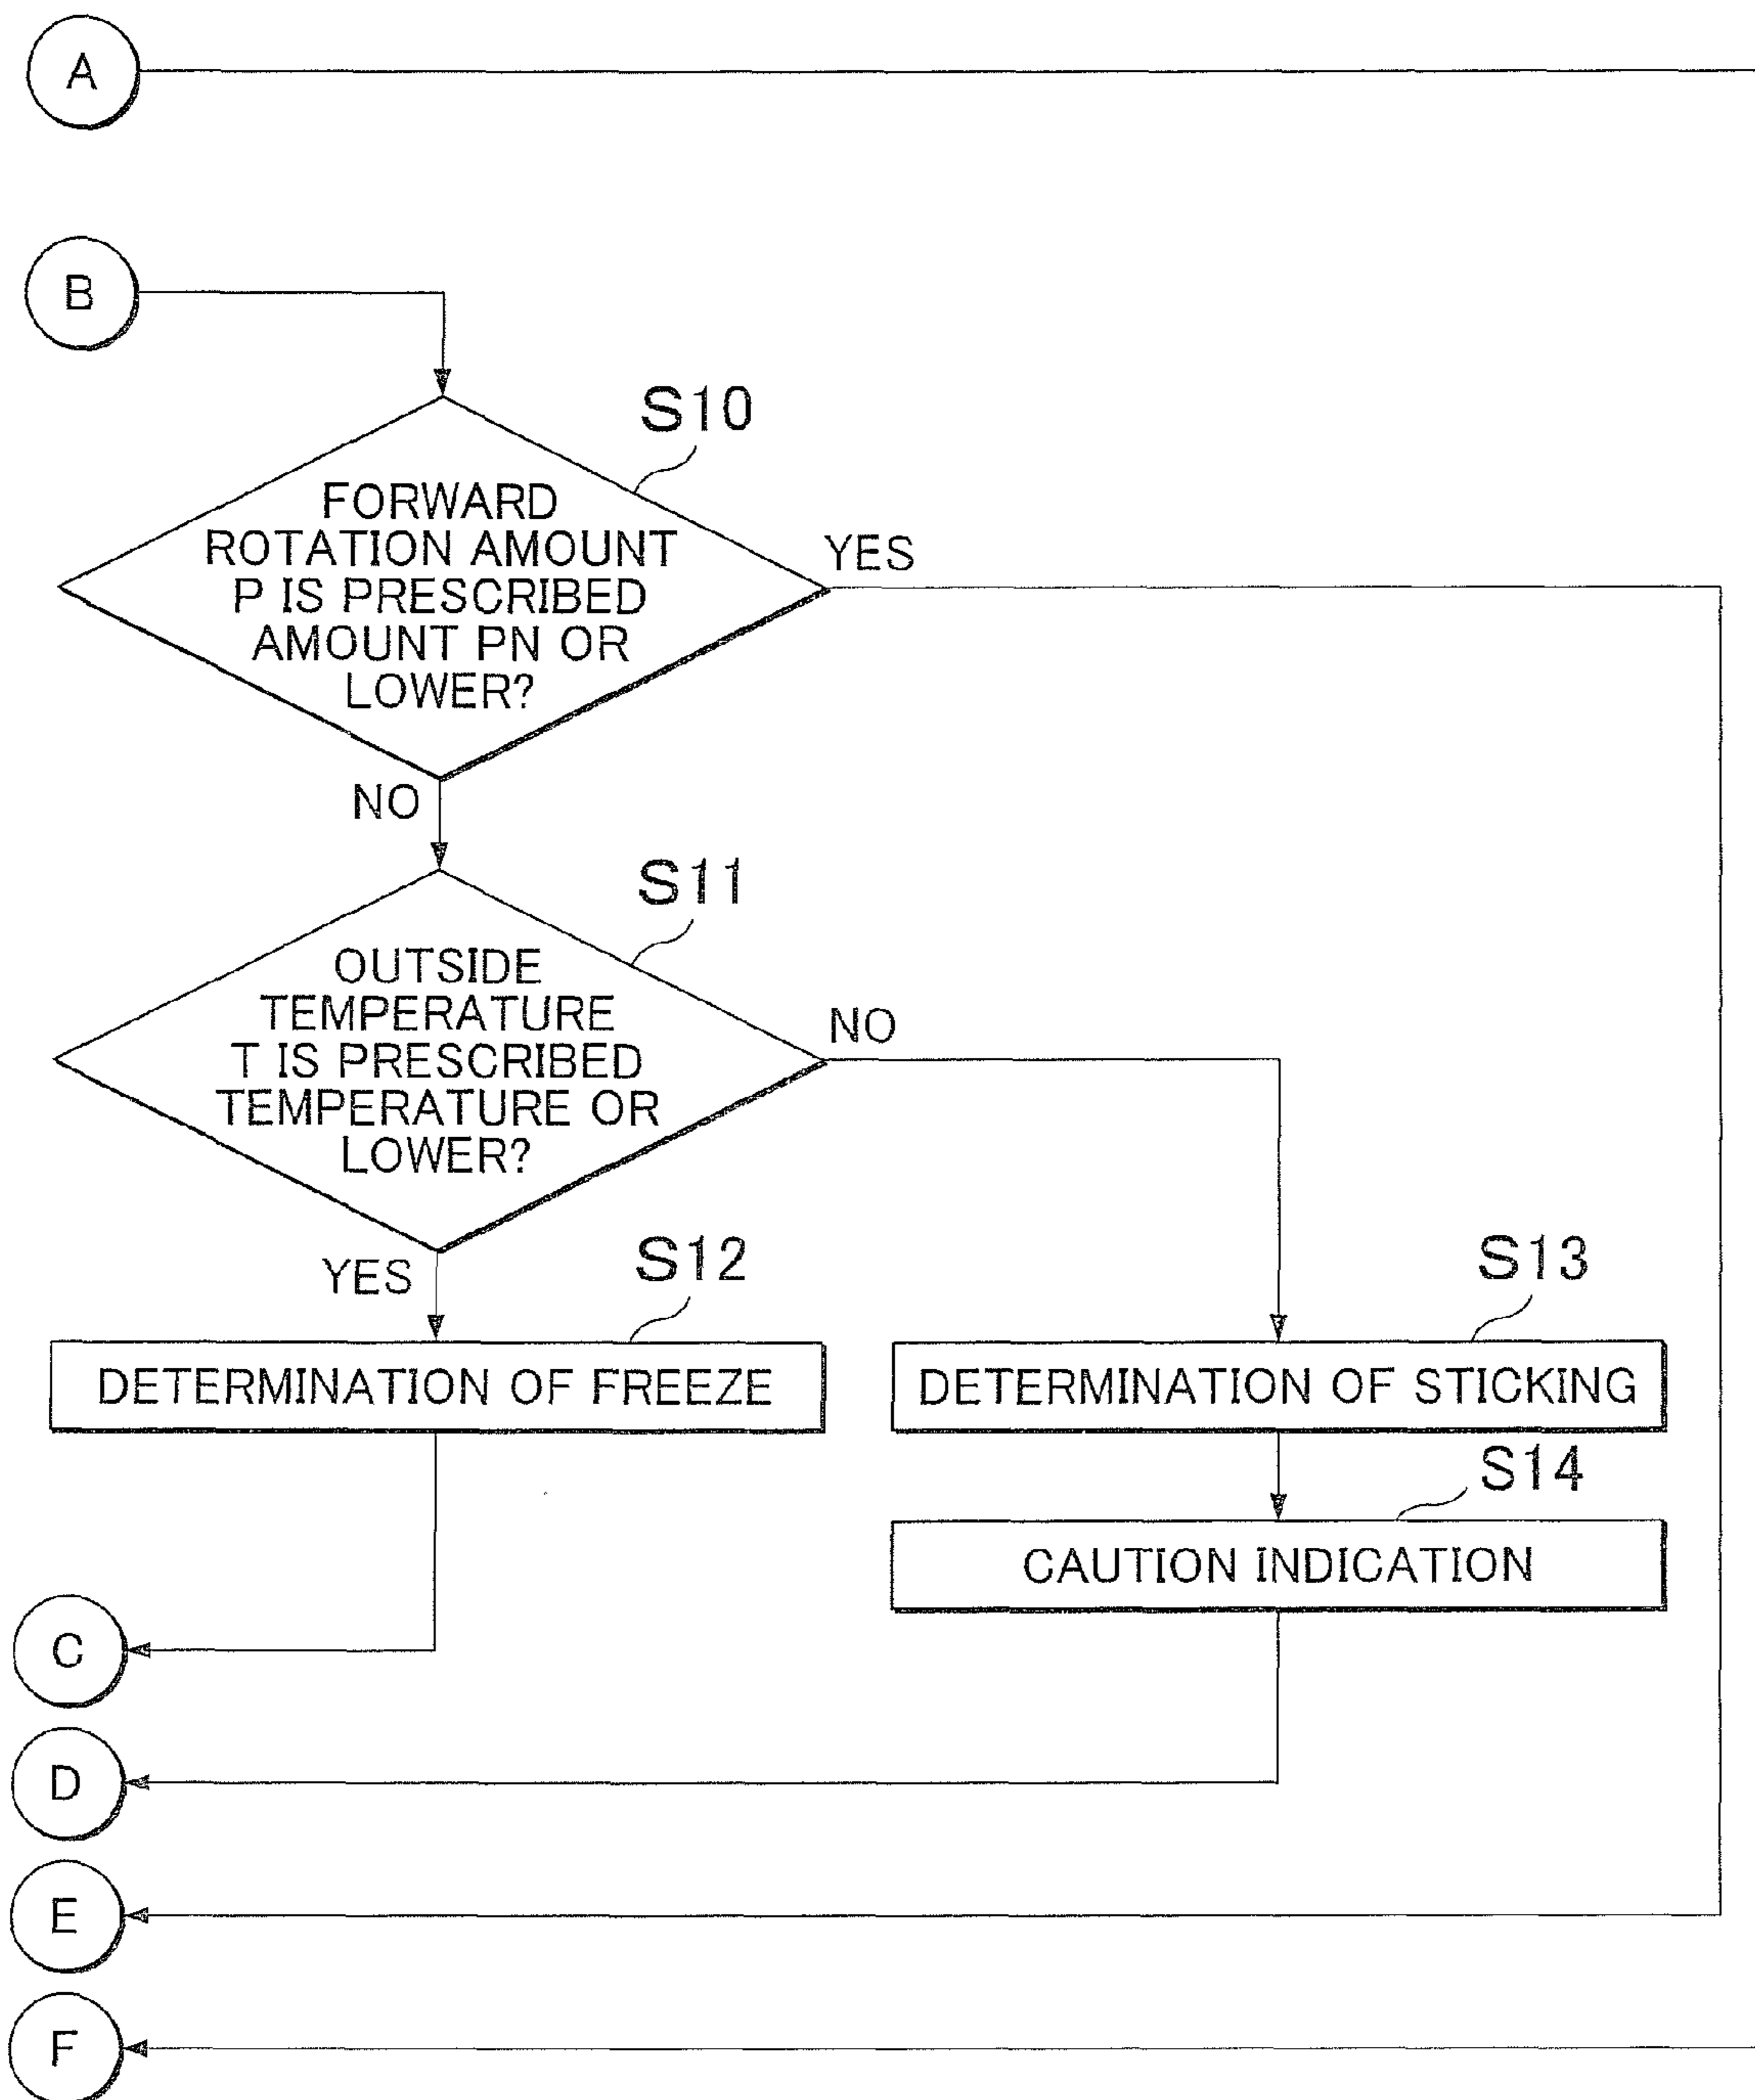 A
B
S10
FORWARD
ROTATION AMOUNT
P IS PRESCRIBED
AMOUNT PN OR
LOWER?
YES
NO
S11
OUTSIDE
TEMPERATURE
T IS PRESCRIBED
TEMPERATURE OR
LOWER?
NO
YES
S12
S13
DETERMINATION OF FREEZE
DETERMINATION OF STICKING
S14
CAUTION INDICATION
C
D
E
F